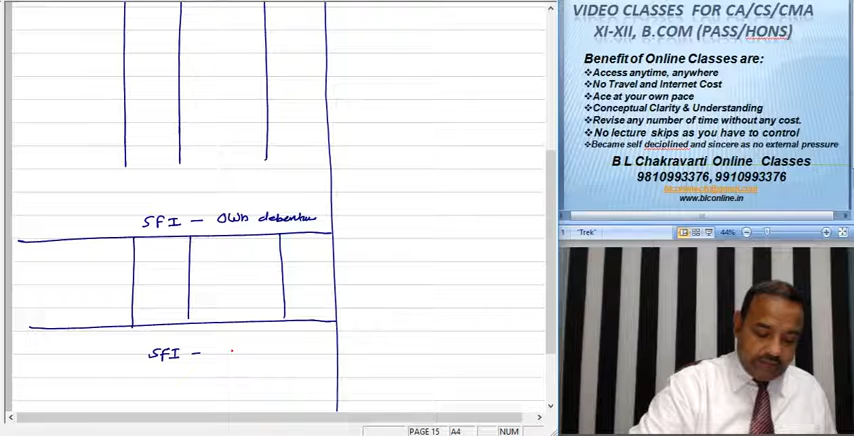 SFI – OWN debenture
SFI –
PAGE 15 A4 NUM
VIDEO CLASSES FOR CA/CS/CMA
XI-XII, B.COM (PASS/HONS)
Benefit of Online Classes are:
❖Access anytime, anywhere
❖No Travel and Internet Cost
❖Ace at your own pace
❖Conceptual Clarity & Understanding
❖Revise any number of time without any cost.
❖No lecture skips as you have to control
❖Became self deciplined and sincere as no external pressure
B L Chakravarti Online Classes
9810993376, 9910993376
www.blconline.in
1 "Trek" 44%